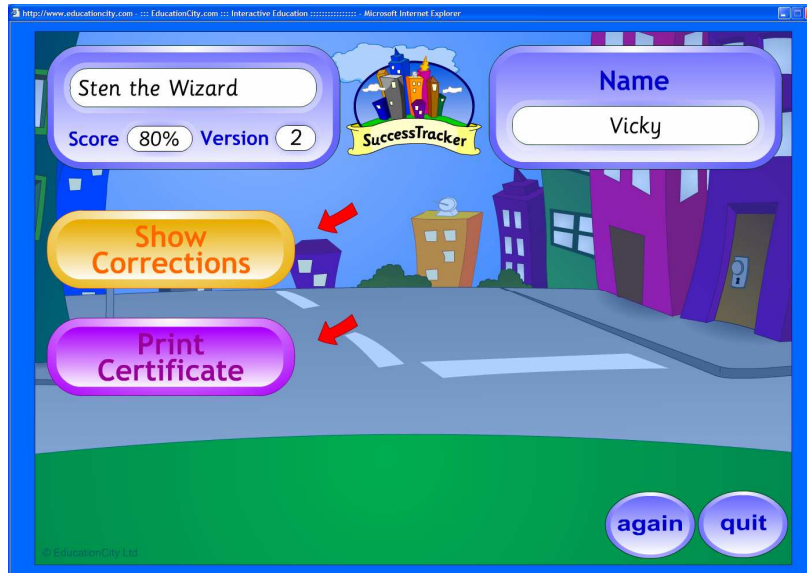 http://www.educationcity.com - ::: EducationCity.com ::: Interactive Education :::::::::::::::: - Microsoft Internet Explorer
Sten the Wizard
Score 80% Version 2
SuccessTracker
Name
Vicky
Show
Corrections
Print
Certificate
again
quit
© EducationCity Ltd